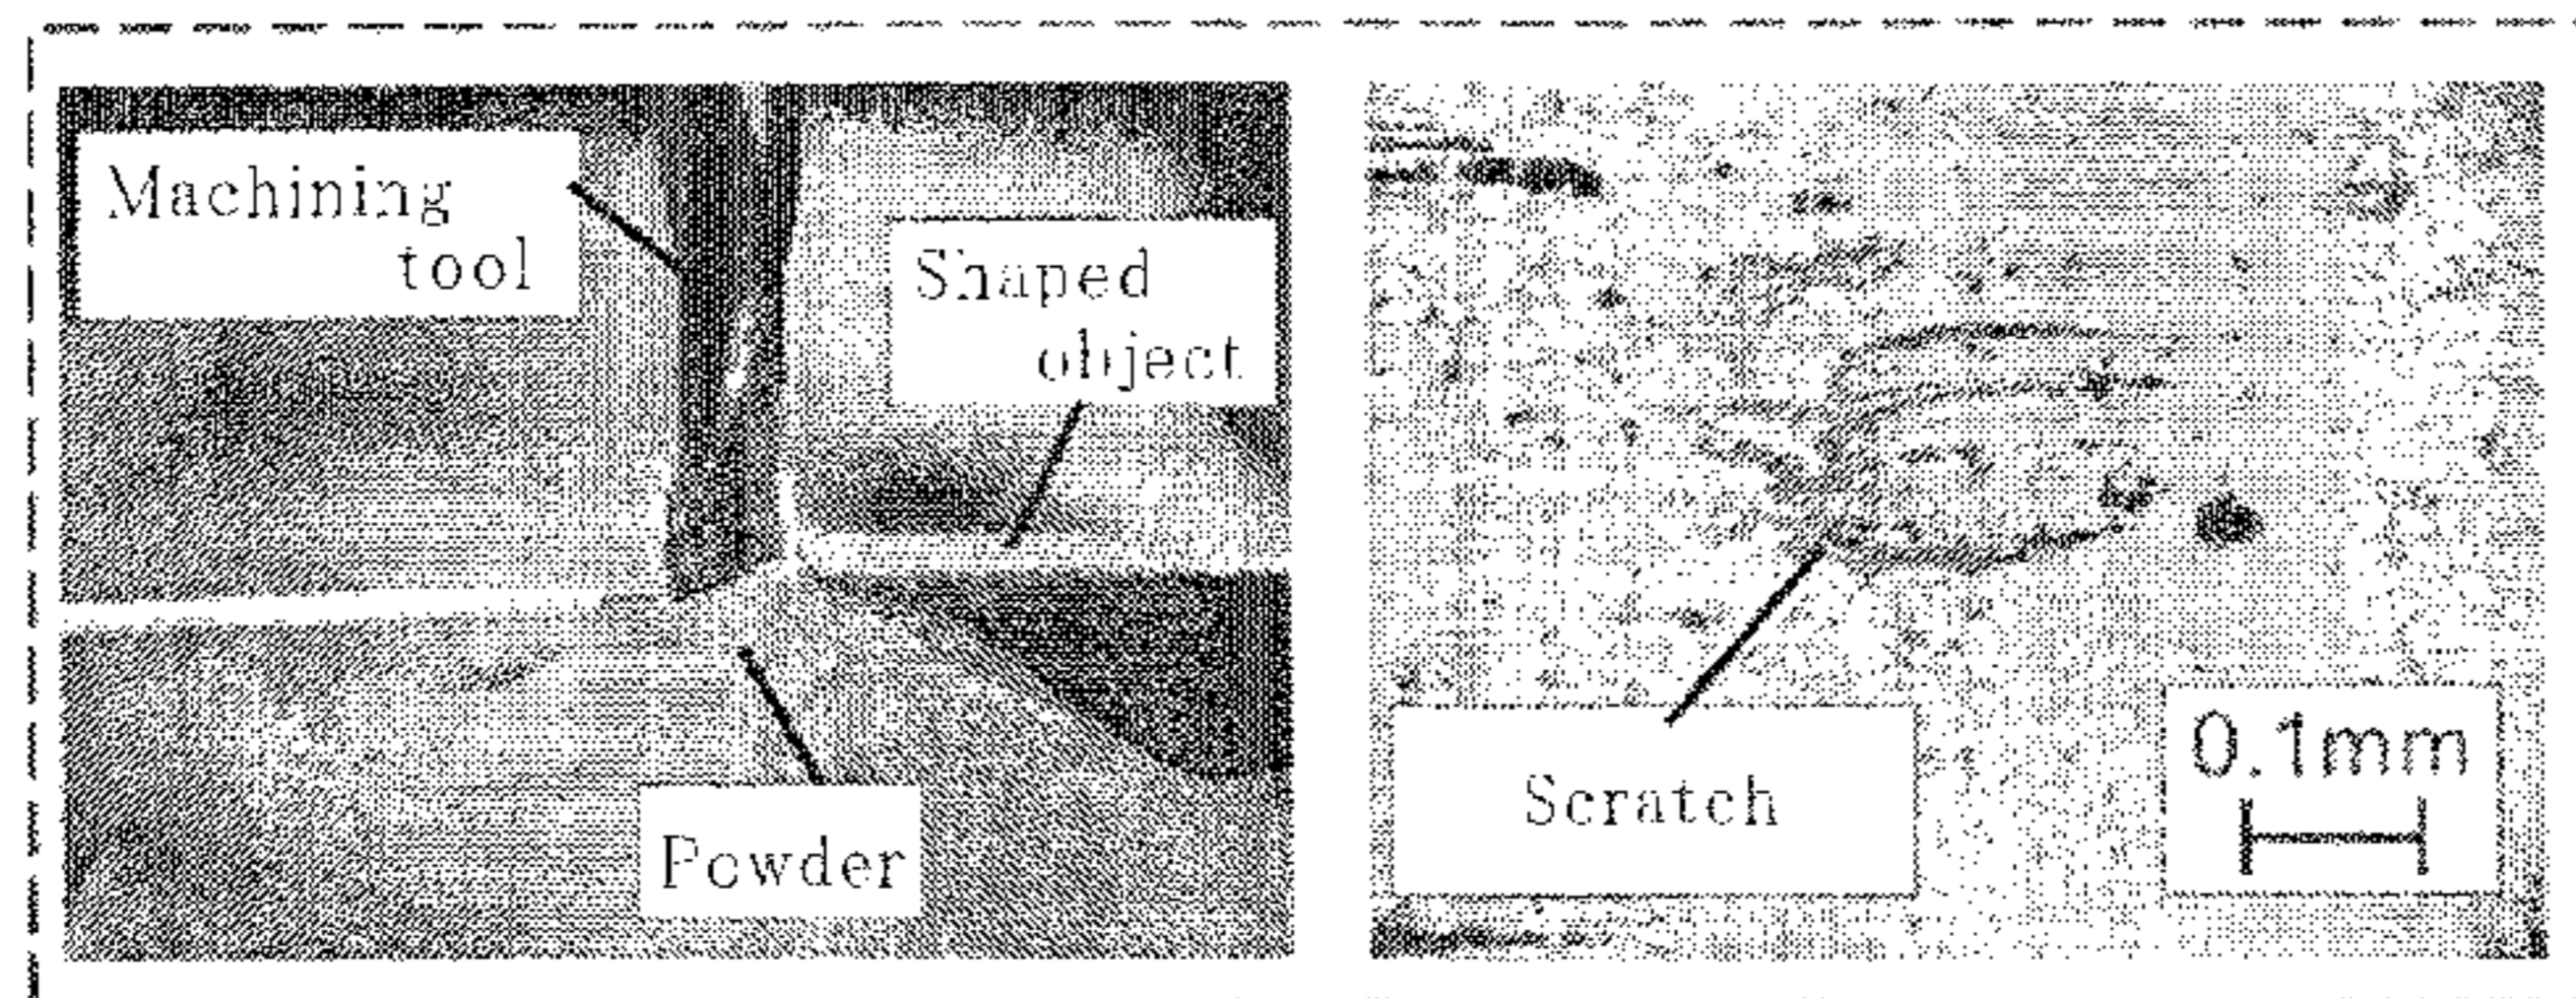 Machining
tool
Shaped
object
Powder
Scratch
0.1mm